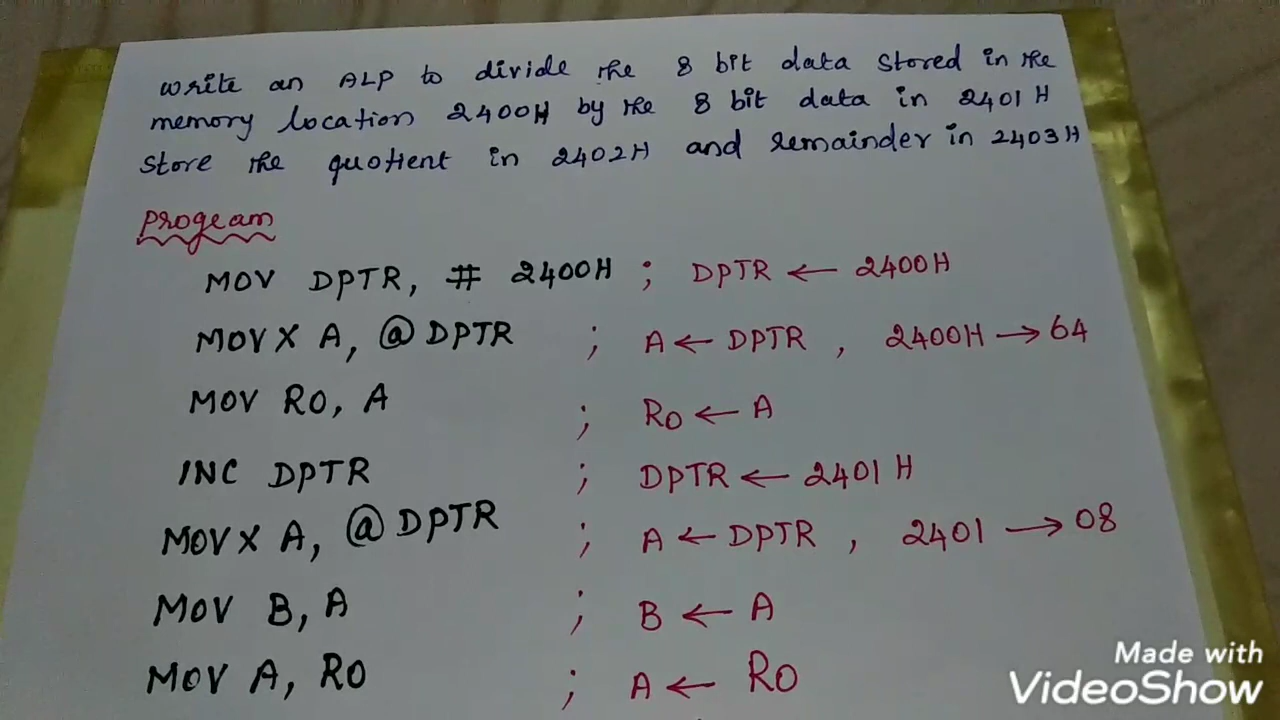 write an ALP to divide the 8 bit data stored in the
memory location 2400H by the 8 bit data in 2401 H
store the quotient in 2402H and remainder in 2403H
Program
MOV DPTR, # 2400H ; DPTR ← 2400H
MOVX A, @DPTR ; A ← DPTR , 2400H → 64
MOV R0, A ; R0 ← A
INC DPTR ; DPTR ← 2401 H
MOVX A, @DPTR ; A ← DPTR , 2401 → 08
MOV B, A ; B ← A
MOV A, R0 ; A ← R0
Made with
VideoShow